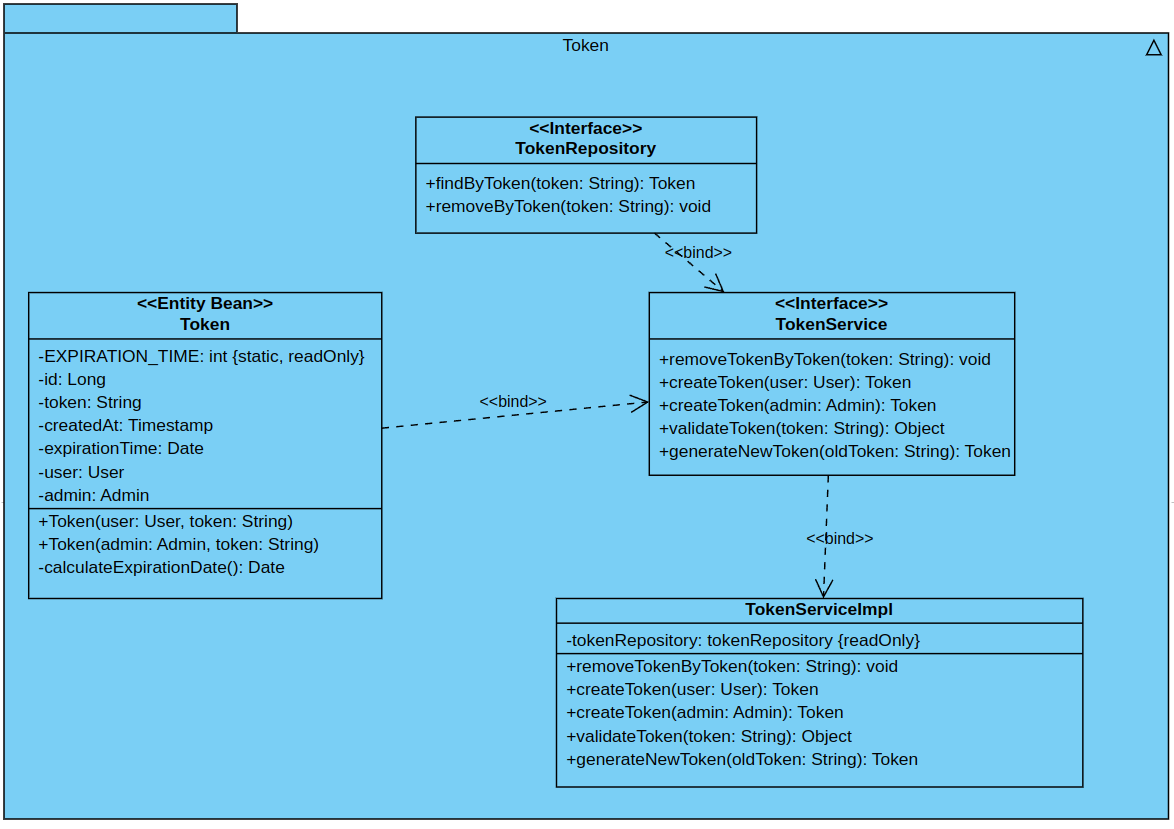 Token
<<Interface>>
TokenRepository
+findByToken(token: String): Token
+removeByToken(token: String): void
<<bind>>
<<Entity Bean>>
Token
-EXPIRATION_TIME: int {static, readOnly}
-id: Long
-token: String
-createdAt: Timestamp
-expirationTime: Date
-user: User
-admin: Admin
+Token(user: User, token: String)
+Token(admin: Admin, token: String)
-calculateExpirationDate(): Date
<<bind>>
<<Interface>>
TokenService
+removeTokenByToken(token: String): void
+createToken(user: User): Token
+createToken(admin: Admin): Token
+validateToken(token: String): Object
+generateNewToken(oldToken: String): Token
<<bind>>
TokenServiceImpl
-tokenRepository: tokenRepository {readOnly}
+removeTokenByToken(token: String): void
+createToken(user: User): Token
+createToken(admin: Admin): Token
+validateToken(token: String): Object
+generateNewToken(oldToken: String): Token